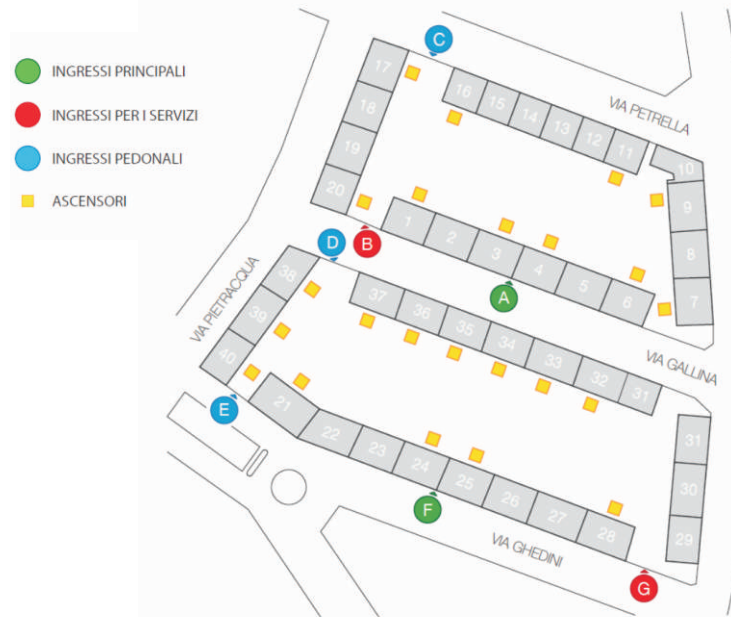 C
17
INGRESSI PRINCIPALI
16
15
14
13
12
11
VIA PETRELLA
18
INGRESSI PER I SERVIZI
19
10
INGRESSI PEDONALI
20
9
ASCENSORI
1
2
3
4
5
6
8
7
B
D
A
38
37
36
35
34
33
32
31
VIA GALLINA
VIA PIETRACQUA
39
40
E
21
22
23
24
25
26
27
28
31
30
29
F
VIA GHEDINI
G